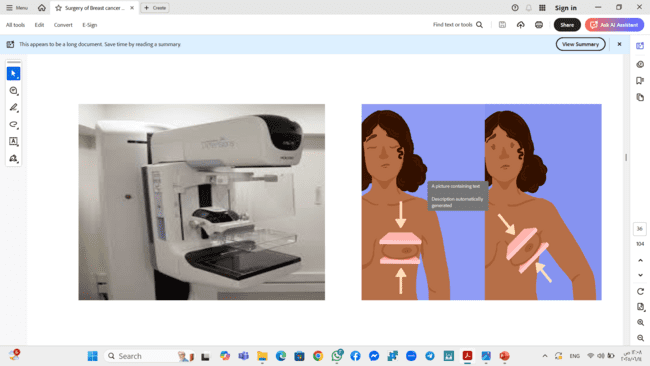 Menu
Surgery of Breast cancer ...
Create
Sign in
All tools
Edit
Convert
E-Sign
Find text or tools
Share
Ask AI Assistant
This appears to be a long document. Save time by reading a summary.
View Summary
A picture containing text
Description automatically
generated
36
104
Search
ENG